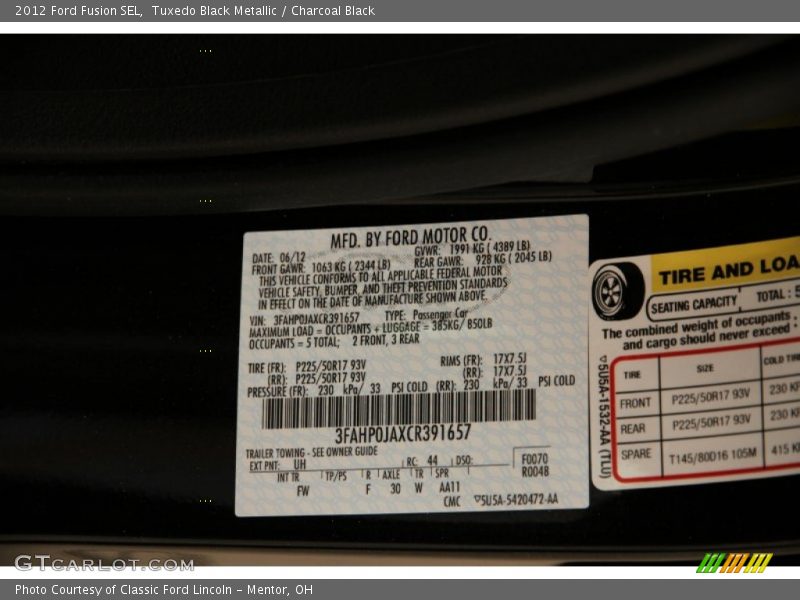 2012 Ford Fusion SEL, Tuxedo Black Metallic / Charcoal Black
MFD. BY FORD MOTOR CO.
DATE: 06/12 GVWR: 1991 KG ( 4389 LB)
FRONT GAWR: 1063 KG ( 2344 LB) REAR GAWR: 928 KG ( 2045 LB)
THIS VEHICLE CONFORMS TO ALL APPLICABLE FEDERAL MOTOR
VEHICLE SAFETY, BUMPER, AND THEFT PREVENTION STANDARDS
IN EFFECT ON THE DATE OF MANUFACTURE SHOWN ABOVE.
VIN: 3FAHP0JAXCR391657 TYPE: Passenger Car
MAXIMUM LOAD = OCCUPANTS + LUGGAGE = 385KG/ 850LB
OCCUPANTS = 5 TOTAL; 2 FRONT, 3 REAR
TIRE (FR): P225/50R17 93V RIMS (FR): 17X7.5J
(RR): P225/50R17 93V (RR): 17X7.5J
PRESSURE (FR): 230 kPa/ 33 PSI COLD (RR): 230 kPa/ 33 PSI COLD
3FAHP0JAXCR391657
TRAILER TOWING - SEE OWNER GUIDE
EXT PNT: UH RC: 44 DSO: F0070
R0048
INT TR TP/PS R AXLE TR SPR
FW F 30 W AA11
CMC ▽5U5A-5420472-AA
TIRE AND LOA
SEATING CAPACITY TOTAL : 5
The combined weight of occupants
and cargo should never exceed :
TIRE SIZE COLD TIRE
FRONT P225/50R17 93V 230 KP
REAR P225/50R17 93V 230 KP
SPARE T145/80D16 105M 415 KP
▽5U5A-1532-AA (TLU)
GTCARLOT.COM
Photo Courtesy of Classic Ford Lincoln - Mentor, OH